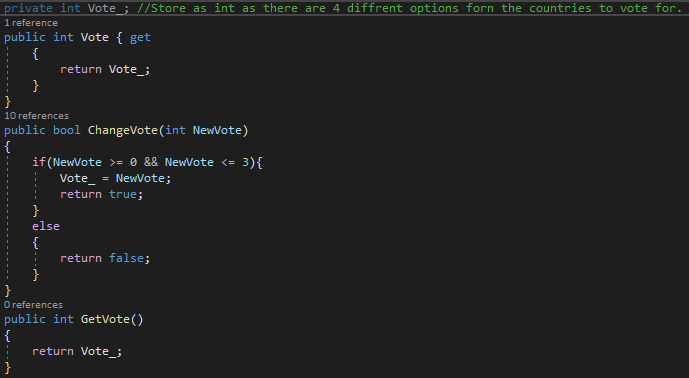 private int Vote_; //Store as int as there are 4 diffrent options forn the countries to vote for.
1 reference
public int Vote { get
{
return Vote_;
}
}
10 references
public bool ChangeVote(int NewVote)
{
if(NewVote >= 0 && NewVote <= 3){
Vote_ = NewVote;
return true;
}
else
{
return false;
}
}
0 references
public int GetVote()
{
return Vote_;
}